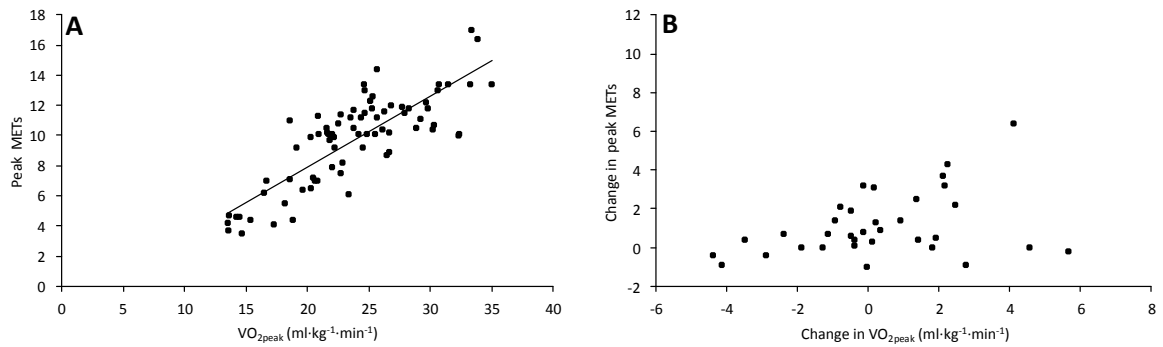 A
18
16
14
12
10
8
6
4
2
0
0 5 10 15 20 25 30 35 40
Peak METs
VO₂peak (ml·kg⁻¹·min⁻¹)
B
12
10
8
6
4
2
0
-2
-6 -4 -2 0 2 4 6 8
Change in peak METs
Change in VO₂peak (ml·kg⁻¹·min⁻¹)